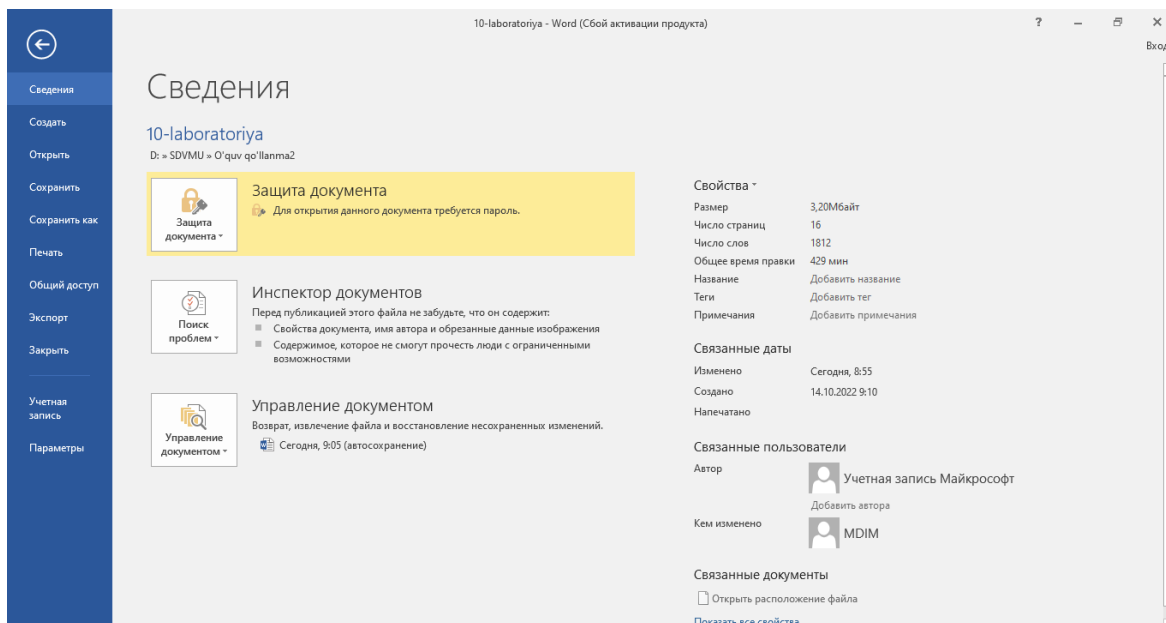 10-laboratoriya - Word (Сбой активации продукта)
?
Вход
Сведения
Создать
Открыть
Сохранить
Сохранить как
Печать
Общий доступ
Экспорт
Закрыть
Учетная
запись
Параметры
Сведения
10-laboratoriya
D: » SDVMU » O'quv qo'llanma2
Защита
документа
Защита документа
Для открытия данного документа требуется пароль.
Поиск
проблем
Инспектор документов
Перед публикацией этого файла не забудьте, что он содержит:
Свойства документа, имя автора и обрезанные данные изображения
Содержимое, которое не смогут прочесть люди с ограниченными
возможностями
Управление
документом
Управление документом
Возврат, извлечение файла и восстановление несохраненных изменений.
Сегодня, 9:05 (автосохранение)
Свойства
Размер 3,20Мбайт
Число страниц 16
Число слов 1812
Общее время правки 429 мин
Название Добавить название
Теги Добавить тег
Примечания Добавить примечания
Связанные даты
Изменено Сегодня, 8:55
Создано 14.10.2022 9:10
Напечатано
Связанные пользователи
Автор Учетная запись Майкрософт
Добавить автора
Кем изменено MDIM
Связанные документы
Открыть расположение файла
Показать все свойства